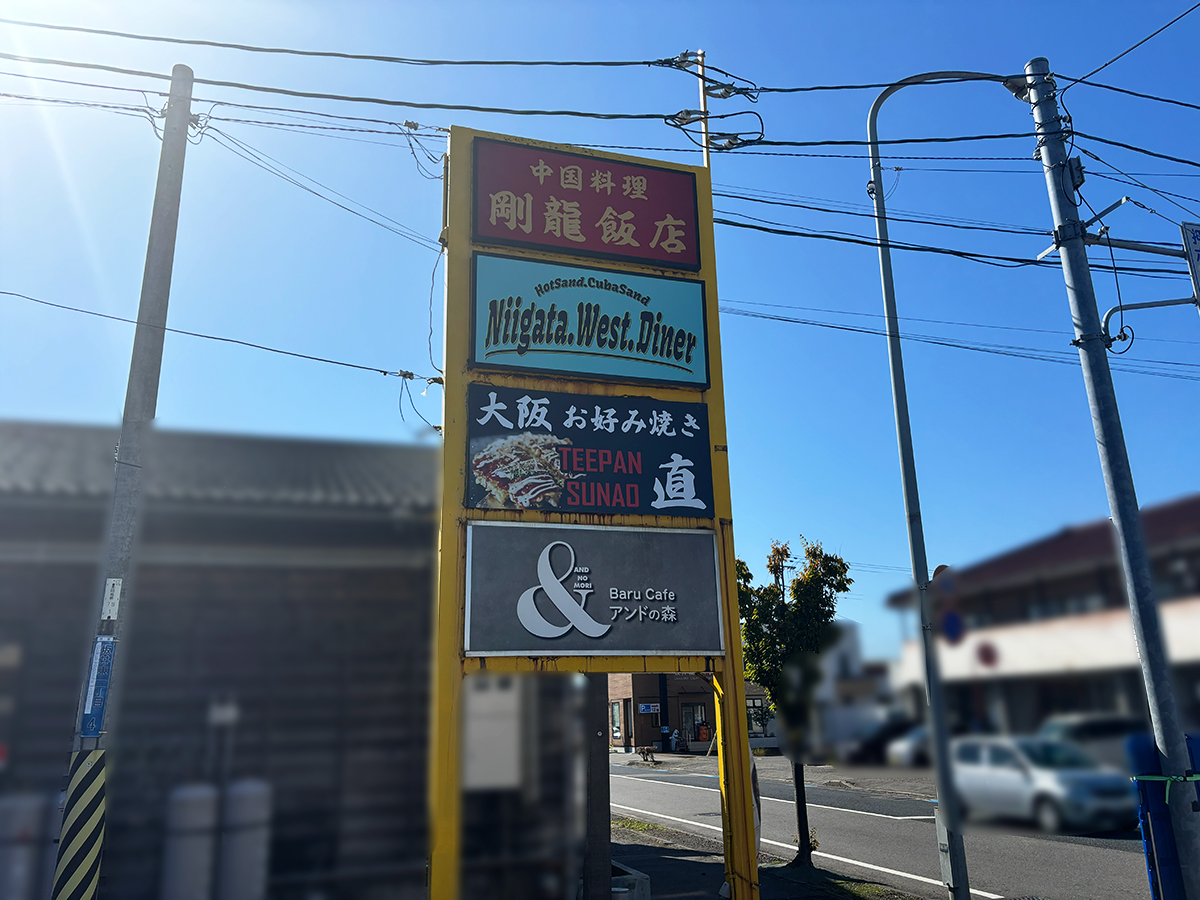 中国料理
剛龍飯店
HotSand.CubaSand
Niigata.West.Diner
大阪 お好み焼き
TEEPAN
SUNAO
直
&
AND
NO
MORI
Baru Cafe
アンドの森